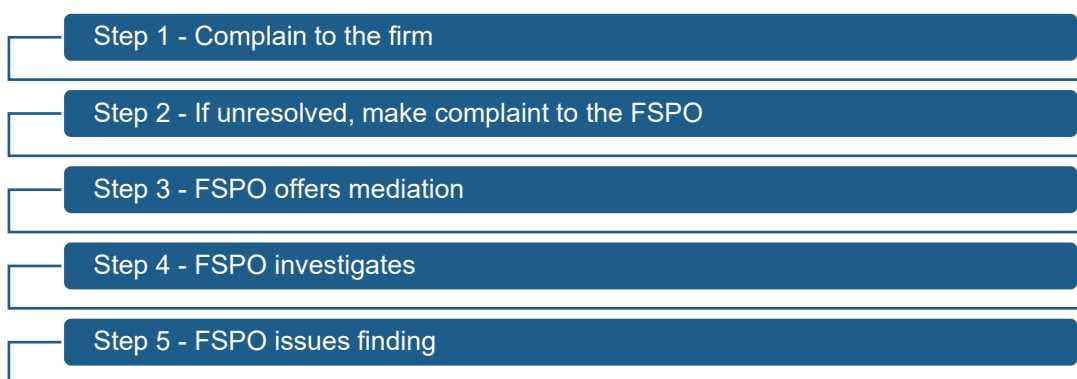 Step 1 - Complain to the firm
Step 2 - If unresolved, make complaint to the FSPO
Step 3 - FSPO offers mediation
Step 4 - FSPO investigates
Step 5 - FSPO issues finding